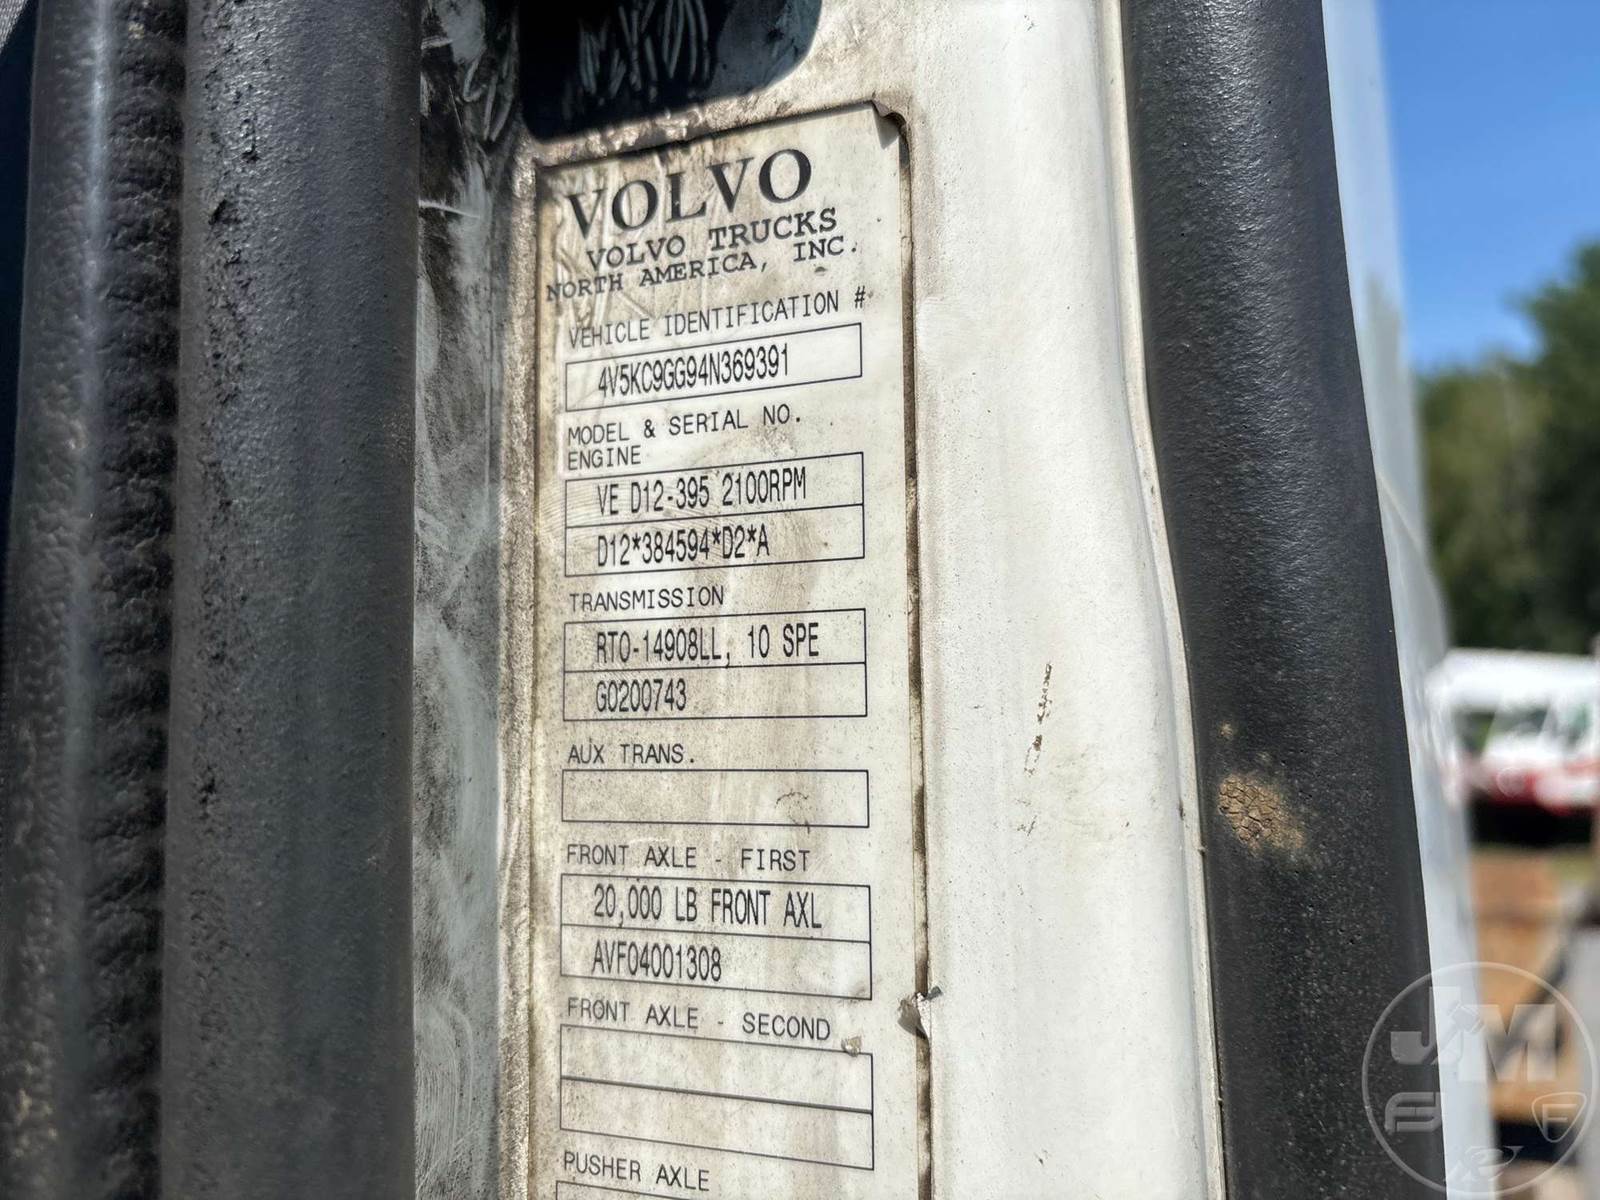 VOLVO
VOLVO TRUCKS
NORTH AMERICA, INC.
VEHICLE IDENTIFICATION #
4V5KC9GG94N369391
MODEL & SERIAL NO.
ENGINE
VE D12-395 2100RPM
D12*384594*D2*A
TRANSMISSION
RTO-14908LL, 10 SPE
G0200743
AUX TRANS.
FRONT AXLE - FIRST
20,000 LB FRONT AXL
AVF04001308
FRONT AXLE - SECOND
PUSHER AXLE
JM